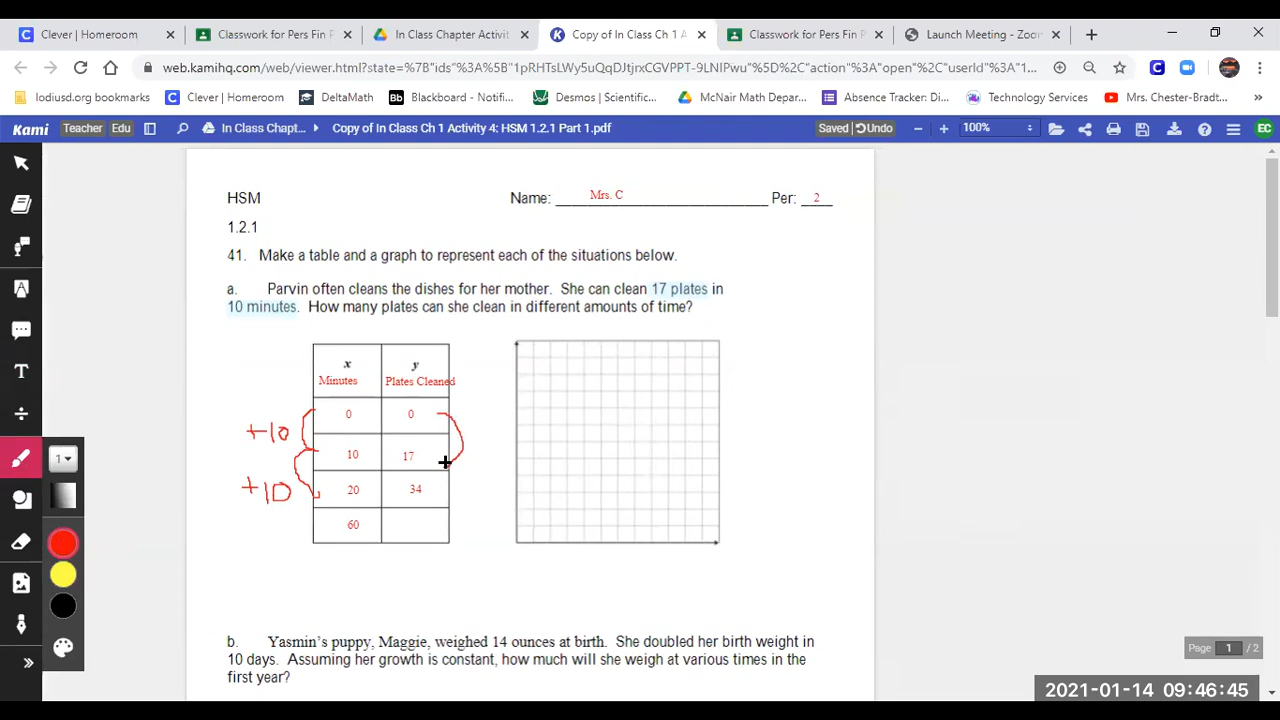 Clever | Homeroom
Classwork for Pers Fin P
In Class Chapter Activit
Copy of In Class Ch 1 A
Classwork for Pers Fin P
Launch Meeting - Zoo
web.kamihq.com/web/viewer.html?state=%7B"ids"%3A%5B"1pRHTsLWy5uQqDJtjrxCGVPPT-9LNIPwu"%5D%2C"action"%3A"open"%2C"userId"%3A"1...
lodiusd.org bookmarks
Clever | Homeroom
DeltaMath
Bb Blackboard - Notifi...
Desmos | Scientific...
McNair Math Depar...
Absence Tracker: Di...
Technology Services
Mrs. Chester-Bradt...
Kami Teacher Edu
In Class Chapt... Copy of In Class Ch 1 Activity 4: HSM 1.2.1 Part 1.pdf
Saved Undo
100%
EC
HSM Name: Mrs. C Per: 2
1.2.1
41. Make a table and a graph to represent each of the situations below.
a. Parvin often cleans the dishes for her mother. She can clean 17 plates in
10 minutes. How many plates can she clean in different amounts of time?
x y
Minutes Plates Cleaned
0 0
+10
10 17
+10
20 34
60
b. Yasmin's puppy, Maggie, weighed 14 ounces at birth. She doubled her birth weight in
10 days. Assuming her growth is constant, how much will she weigh at various times in the
first year?
1
Page 1 / 2
2021-01-14 09:46:45